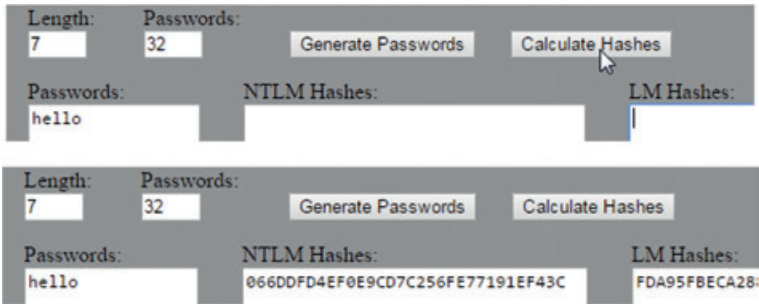 Length: Passwords:
7 32 Generate Passwords Calculate Hashes
Passwords: NTLM Hashes: LM Hashes:
hello
Length: Passwords:
7 32 Generate Passwords Calculate Hashes
Passwords: NTLM Hashes: LM Hashes:
hello 066DDFD4EF0E9CD7C256FE77191EF43C FDA95FBECA288